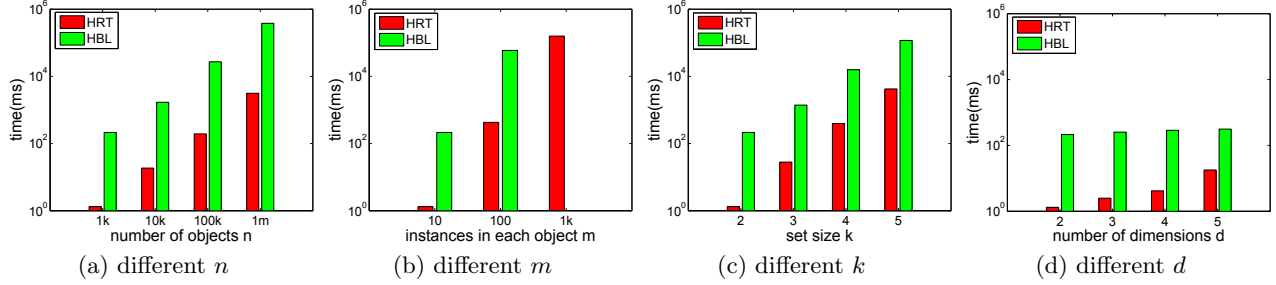 10^6
10^4
10^2
10^0
time(ms)
HRT
HBL
1k 10k 100k 1m
number of objects n
(a) different n
10^6
10^4
10^2
10^0
time(ms)
HRT
HBL
10 100 1k
instances in each object m
(b) different m
10^6
10^4
10^2
10^0
time(ms)
HRT
HBL
2 3 4 5
set size k
(c) different k
10^6
10^4
10^2
10^0
time(ms)
HRT
HBL
2 3 4 5
number of dimensions d
(d) different d